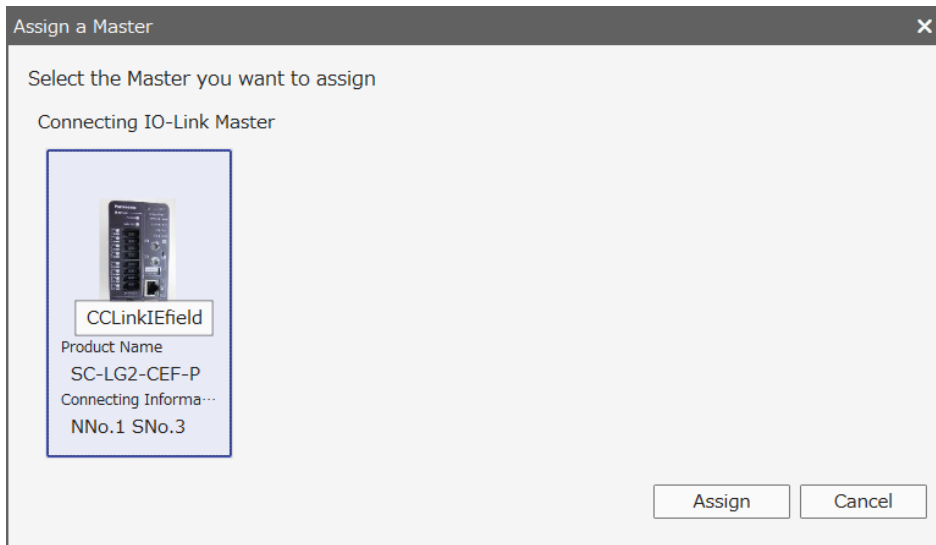 Assign a Master
Select the Master you want to assign
Connecting IO-Link Master
Panasonic
CCLinkIEfield
Product Name
SC-LG2-CEF-P
Connecting Informa···
NNo.1 SNo.3
Assign
Cancel